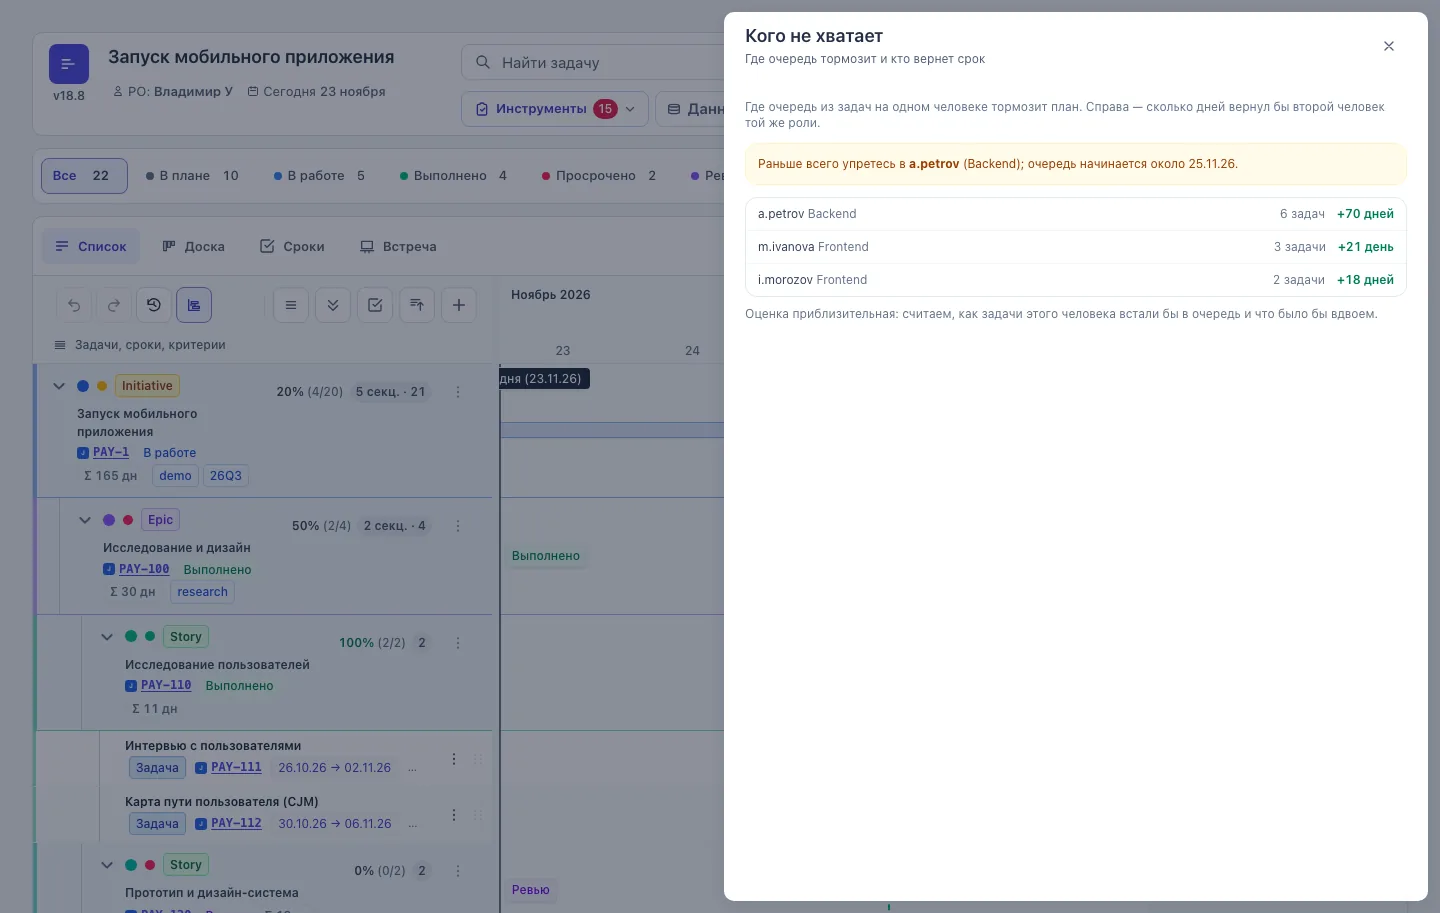 Запуск мобильного приложения
v18.8
PO: Владимир У
Сегодня 23 ноября
Найти задачу
Инструменты 15
Все 22
В плане 10
В работе 5
Выполнено 4
Просрочено 2
Список
Доска
Сроки
Встреча
Ноябрь 2026
Задачи, сроки, критерии
23
24
дня (23.11.26)
Initiative
20% (4/20)
5 секц. · 21
Запуск мобильного
приложения
PAY-1 В работе
Σ 165 дн demo 26Q3
Epic
50% (2/4)
2 секц. · 4
Исследование и дизайн
PAY-100 Выполнено
Σ 30 дн research
Выполнено
Story
100% (2/2)
2
Исследование пользователей
PAY-110 Выполнено
Σ 11 дн
Интервью с пользователями
Задача PAY-111 26.10.26 → 02.11.26 ...
Карта пути пользователя (CJM)
Задача PAY-112 30.10.26 → 06.11.26 ...
Story
0% (0/2)
2
Прототип и дизайн-система
Ревью
Кого не хватает
Где очередь тормозит и кто вернет срок
Где очередь из задач на одном человеке тормозит план. Справа — сколько дней вернул бы второй человек
той же роли.
Раньше всего упретесь в a.petrov (Backend); очередь начинается около 25.11.26.
a.petrov Backend 6 задач +70 дней
m.ivanova Frontend 3 задачи +21 день
i.morozov Frontend 2 задачи +18 дней
Оценка приблизительная: считаем, как задачи этого человека встали бы в очередь и что было бы вдвоем.